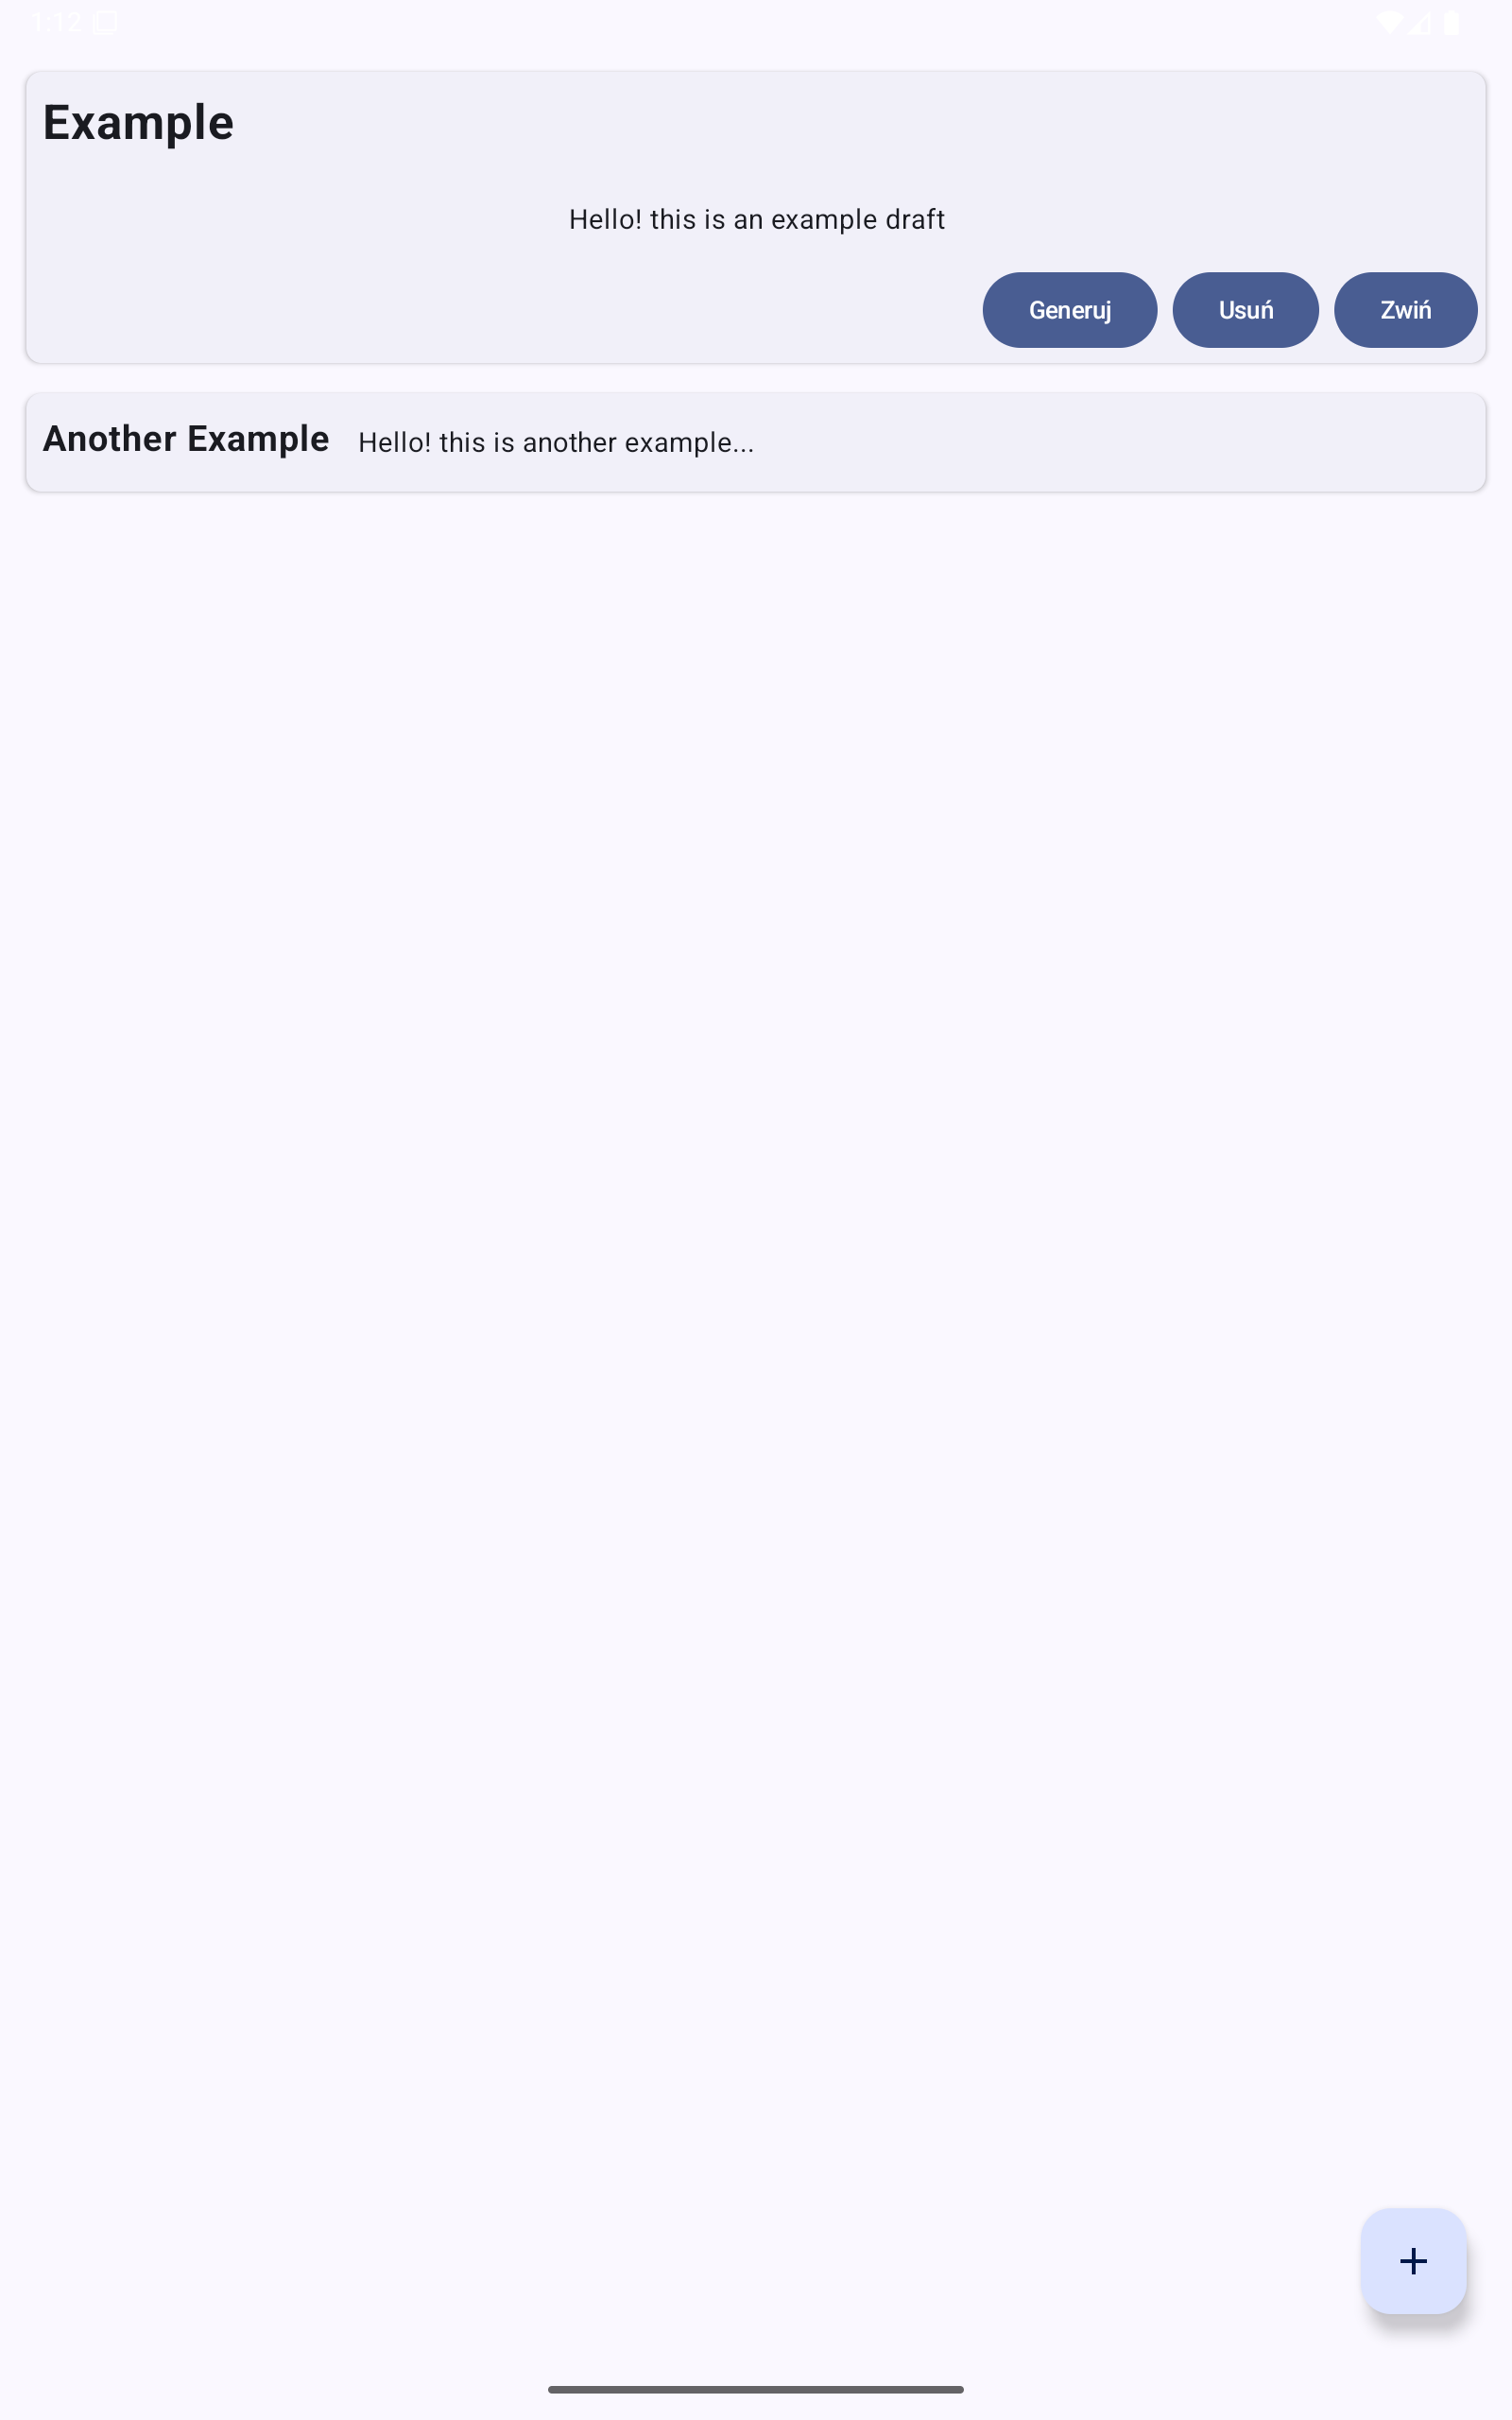 1:12
Example
Hello! this is an example draft
Generuj Usuń Zwiń
Another Example Hello! this is another example...